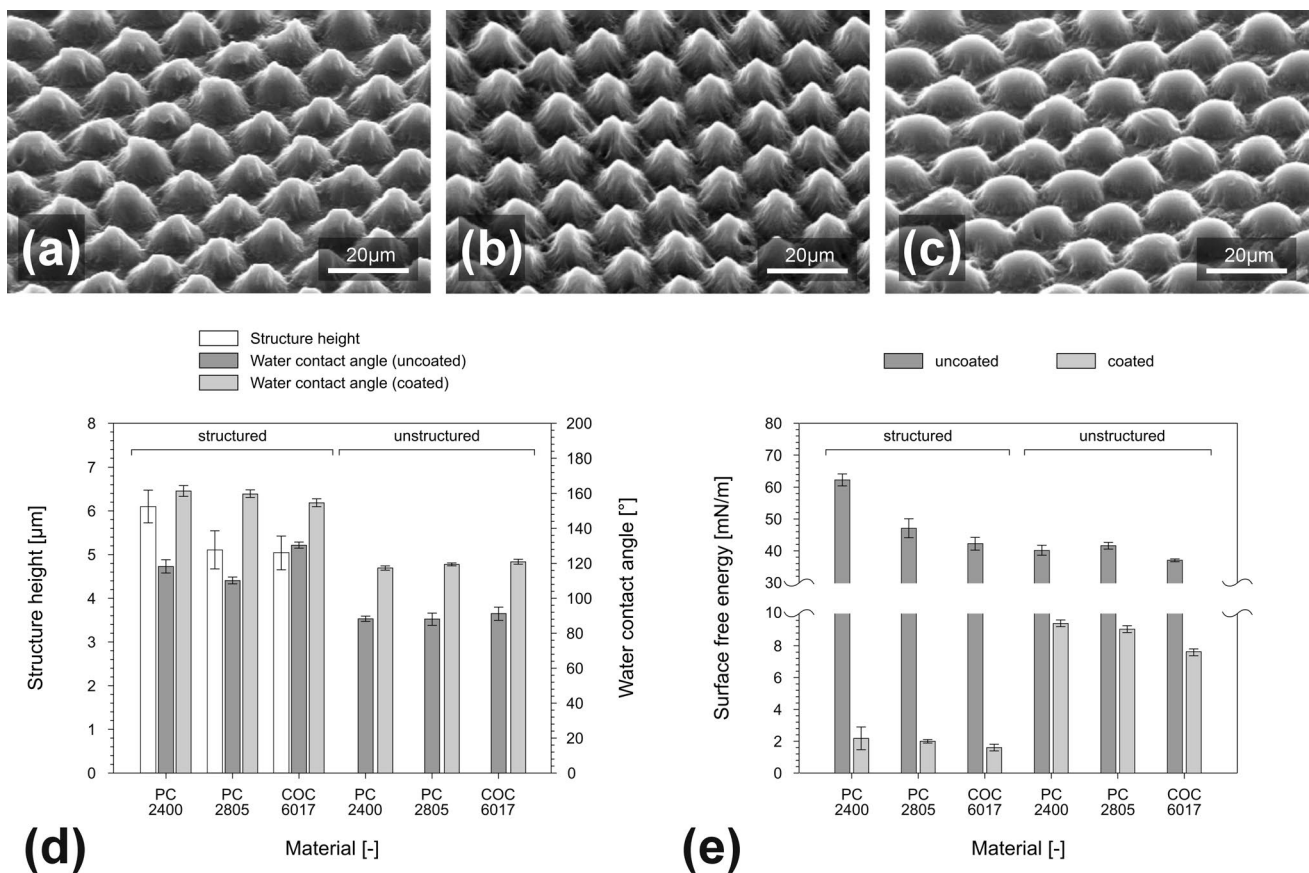 (a)
20µm
(b)
20µm
(c)
20µm
Structure height
Water contact angle (uncoated)
Water contact angle (coated)
uncoated
coated
8
7
6
5
4
3
2
1
0
Structure height [µm]
structured
unstructured
200
180
160
140
120
100
80
60
40
20
0
Water contact angle [°]
PC
2400
PC
2805
COC
6017
PC
2400
PC
2805
COC
6017
Material [-]
(d)
80
70
60
50
40
30
10
8
6
4
2
0
Surface free energy [mN/m]
structured
unstructured
PC
2400
PC
2805
COC
6017
PC
2400
PC
2805
COC
6017
Material [-]
(e)